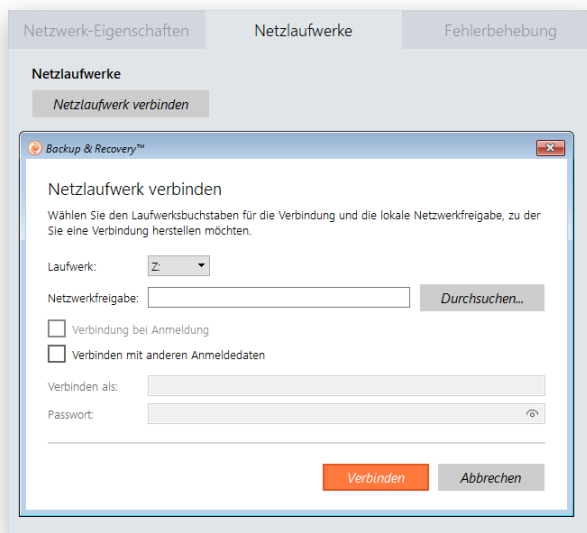 Netzwerk-Eigenschaften
Netzlaufwerke
Fehlerbehebung
Netzlaufwerke
Netzlaufwerk verbinden
Backup & Recovery™
Netzlaufwerk verbinden
Wählen Sie den Laufwerksbuchstaben für die Verbindung und die lokale Netzwerkfreigabe, zu der
Sie eine Verbindung herstellen möchten.
Laufwerk: Z:
Netzwerkfreigabe: Durchsuchen...
Verbindung bei Anmeldung
Verbinden mit anderen Anmeldedaten
Verbinden als:
Passwort:
Verbinden
Abbrechen